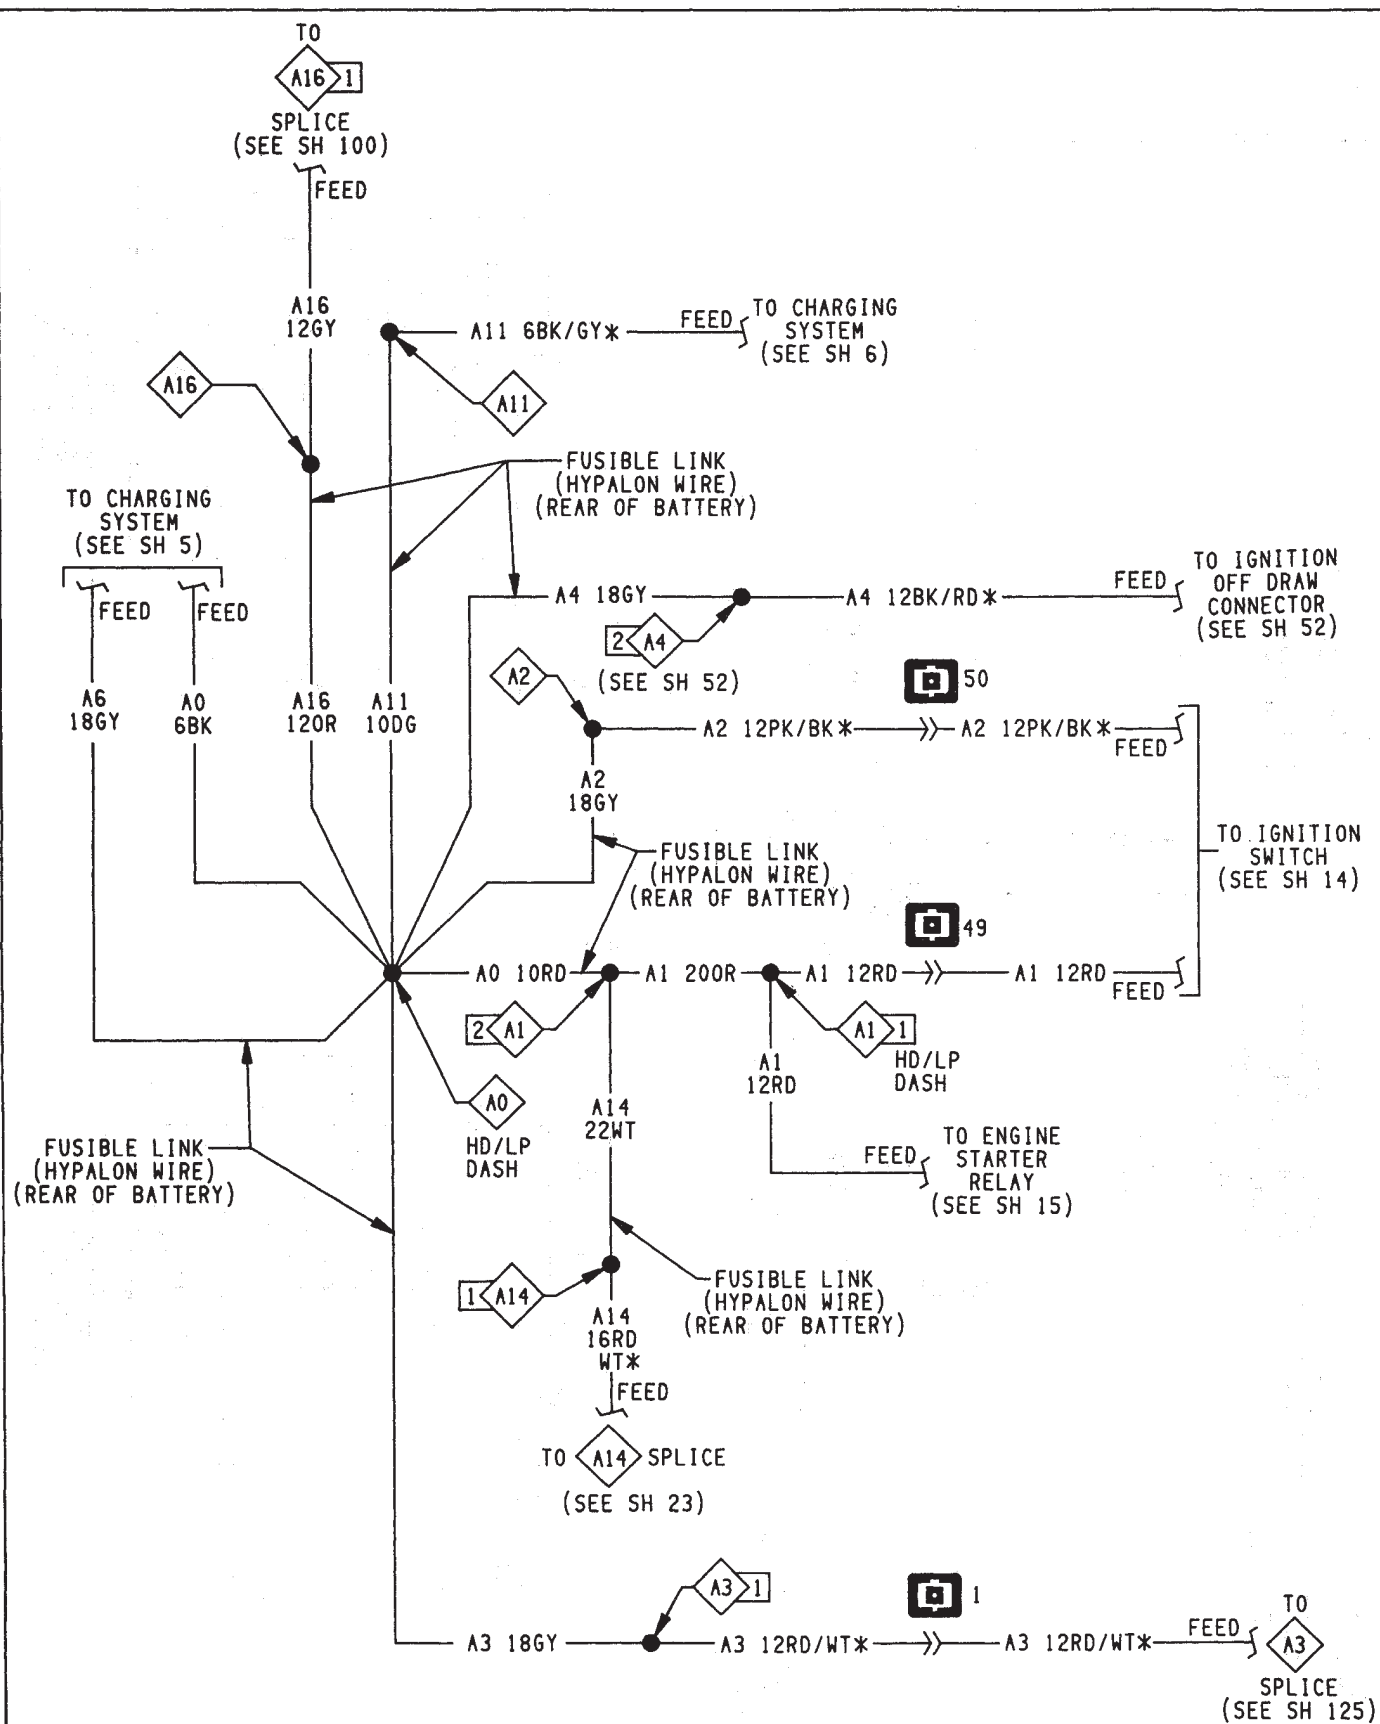 TO
A16 1
SPLICE
(SEE SH 100)
FEED
A16
12GY
A11 6BK/GY*
FEED
TO CHARGING
SYSTEM
(SEE SH 6)
A16
A11
FUSIBLE LINK
(HYPALON WIRE)
(REAR OF BATTERY)
TO CHARGING
SYSTEM
(SEE SH 5)
FEED
FEED
A4 18GY
A4 12BK/RD*
FEED
TO IGNITION
OFF DRAW
CONNECTOR
(SEE SH 52)
2 A4
(SEE SH 52)
A2
50
A6
18GY
A0
6BK
A16
12OR
A11
10DG
A2 12PK/BK*
A2 12PK/BK*
FEED
A2
18GY
FUSIBLE LINK
(HYPALON WIRE)
(REAR OF BATTERY)
TO IGNITION
SWITCH
(SEE SH 14)
49
A0 10RD
A1 20OR
A1 12RD
A1 12RD
FEED
2 A1
A1 1
HD/LP
DASH
A1
12RD
A0
HD/LP
DASH
A14
22WT
FUSIBLE LINK
(HYPALON WIRE)
(REAR OF BATTERY)
FEED
TO ENGINE
STARTER
RELAY
(SEE SH 15)
1 A14
FUSIBLE LINK
(HYPALON WIRE)
(REAR OF BATTERY)
A14
16RD
WT*
FEED
TO A14 SPLICE
(SEE SH 23)
A3 1
1
A3 18GY
A3 12RD/WT*
A3 12RD/WT*
FEED
TO
A3
SPLICE
(SEE SH 125)